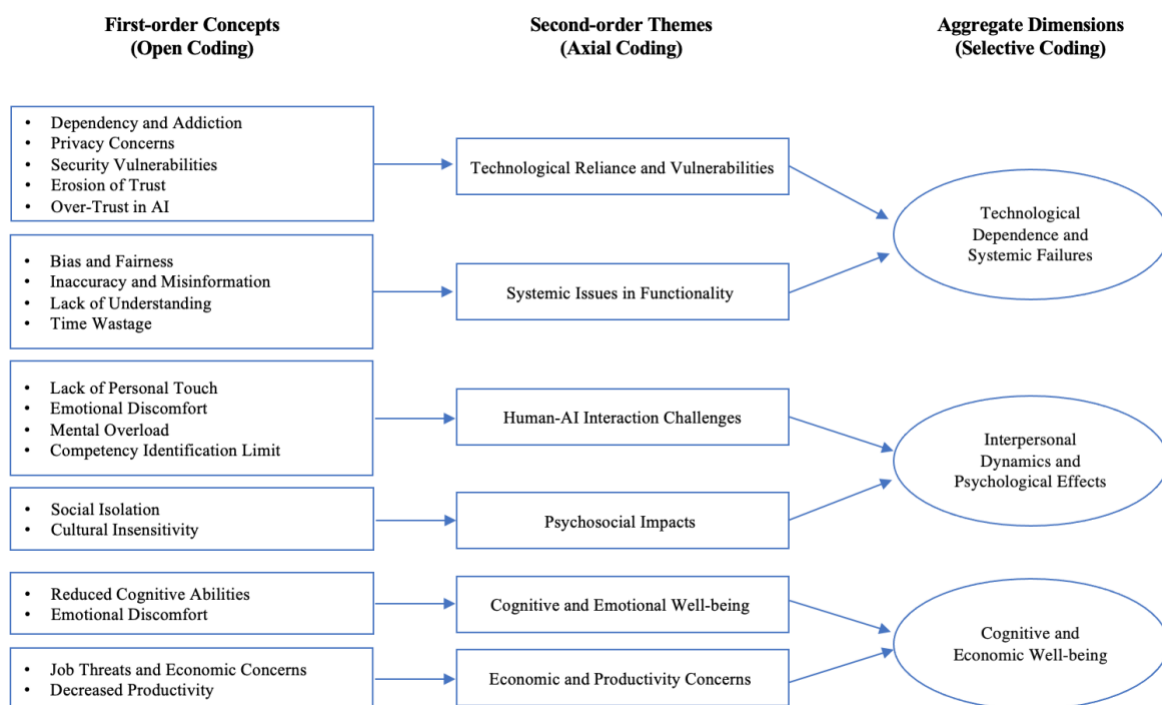 First-order Concepts
(Open Coding)
Second-order Themes
(Axial Coding)
Aggregate Dimensions
(Selective Coding)
• Dependency and Addiction
• Privacy Concerns
• Security Vulnerabilities
• Erosion of Trust
• Over-Trust in AI
Technological Reliance and Vulnerabilities
• Bias and Fairness
• Inaccuracy and Misinformation
• Lack of Understanding
• Time Wastage
Systemic Issues in Functionality
Technological
Dependence and
Systemic Failures
• Lack of Personal Touch
• Emotional Discomfort
• Mental Overload
• Competency Identification Limit
Human-AI Interaction Challenges
• Social Isolation
• Cultural Insensitivity
Psychosocial Impacts
Interpersonal
Dynamics and
Psychological Effects
• Reduced Cognitive Abilities
• Emotional Discomfort
Cognitive and Emotional Well-being
• Job Threats and Economic Concerns
• Decreased Productivity
Economic and Productivity Concerns
Cognitive and
Economic Well-being